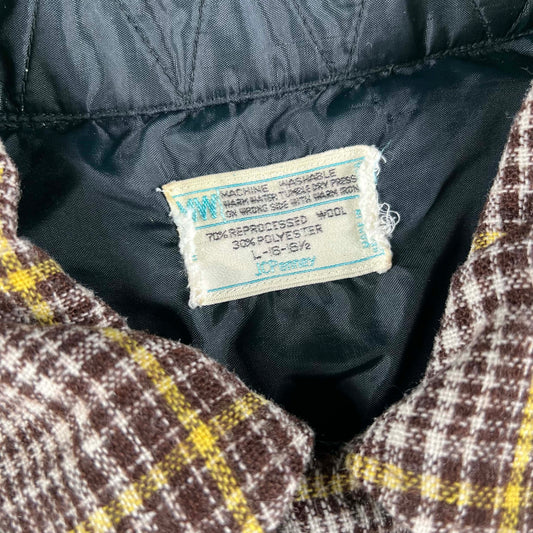 MACHINE WASHABLE
WARM WATER TUMBLE DRY PRESS
ON WRONG SIDE WITH WARM IRON
70% REPROCESSED WOOL
30% POLYESTER
L-16-16½
JCPenney